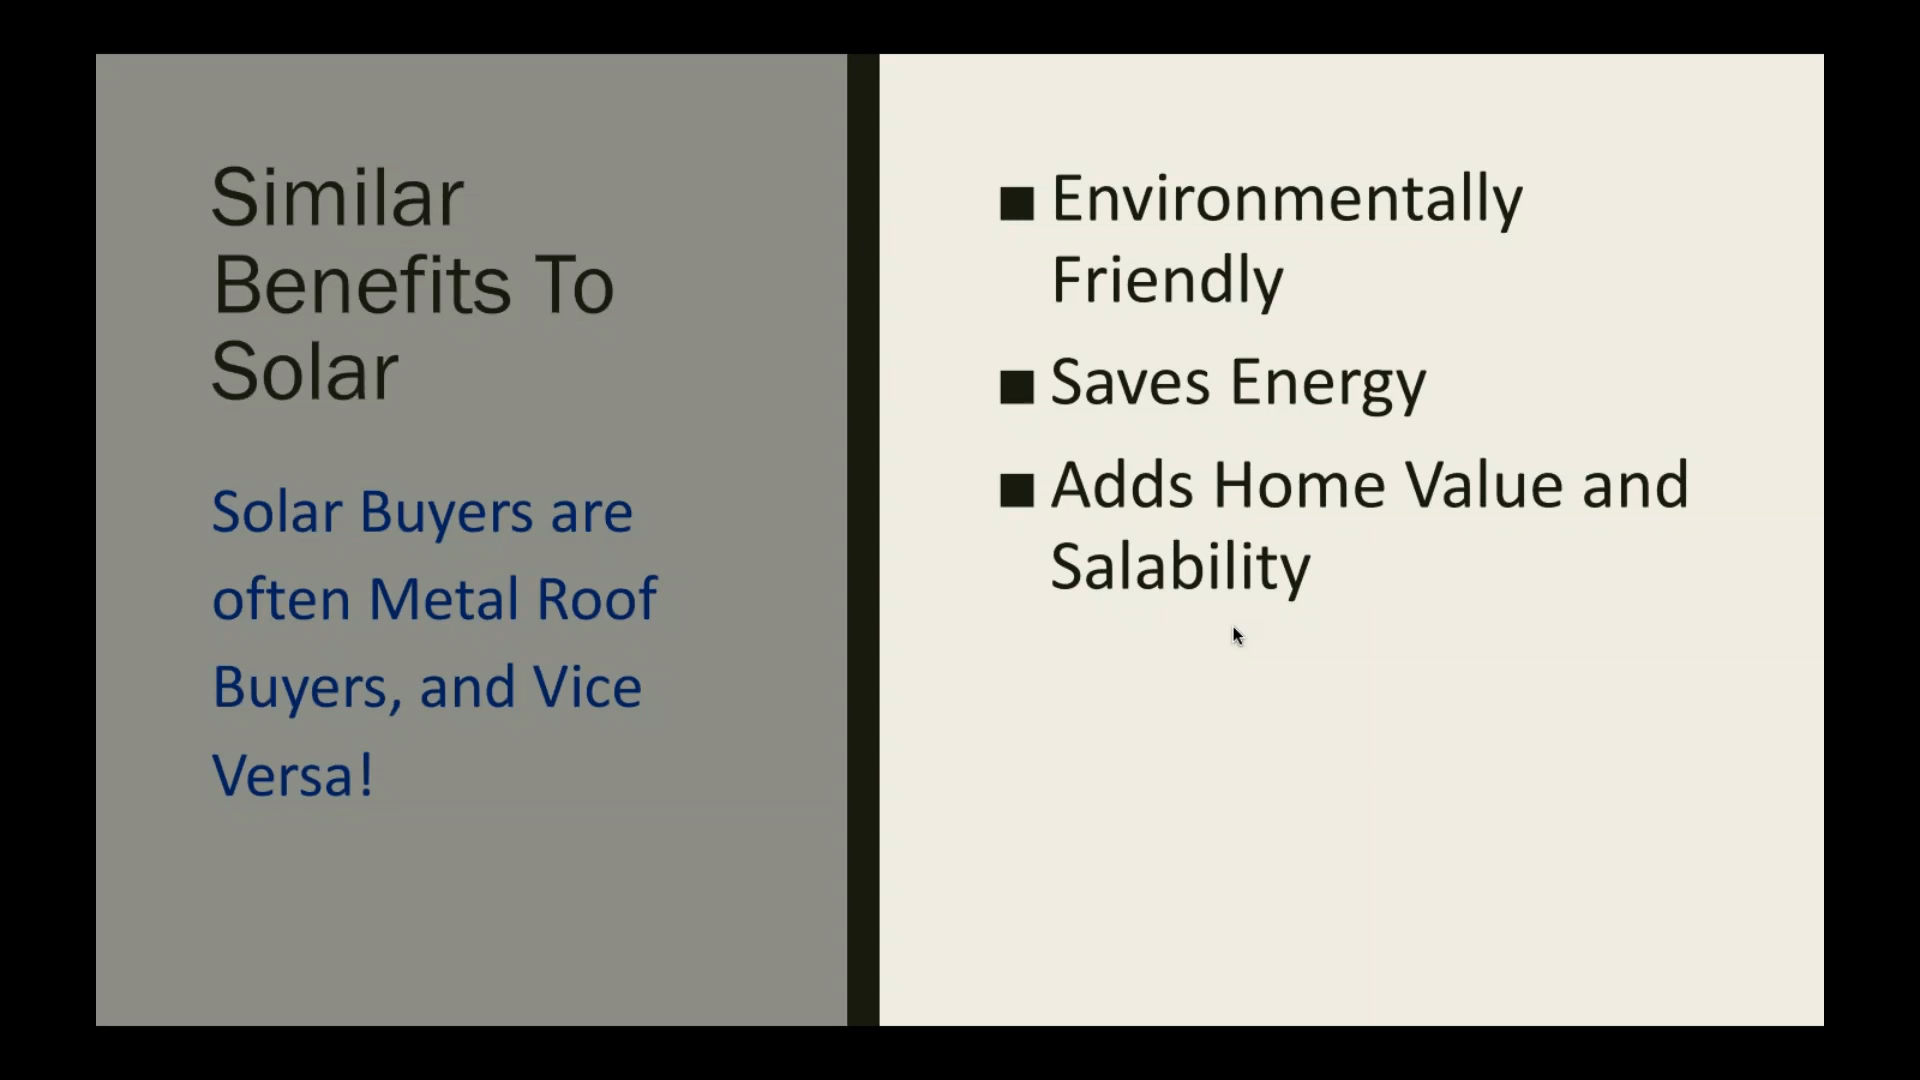 Similar
Benefits To
Solar
Solar Buyers are
often Metal Roof
Buyers, and Vice
Versa!
■ Environmentally
Friendly
■ Saves Energy
■ Adds Home Value and
Salability